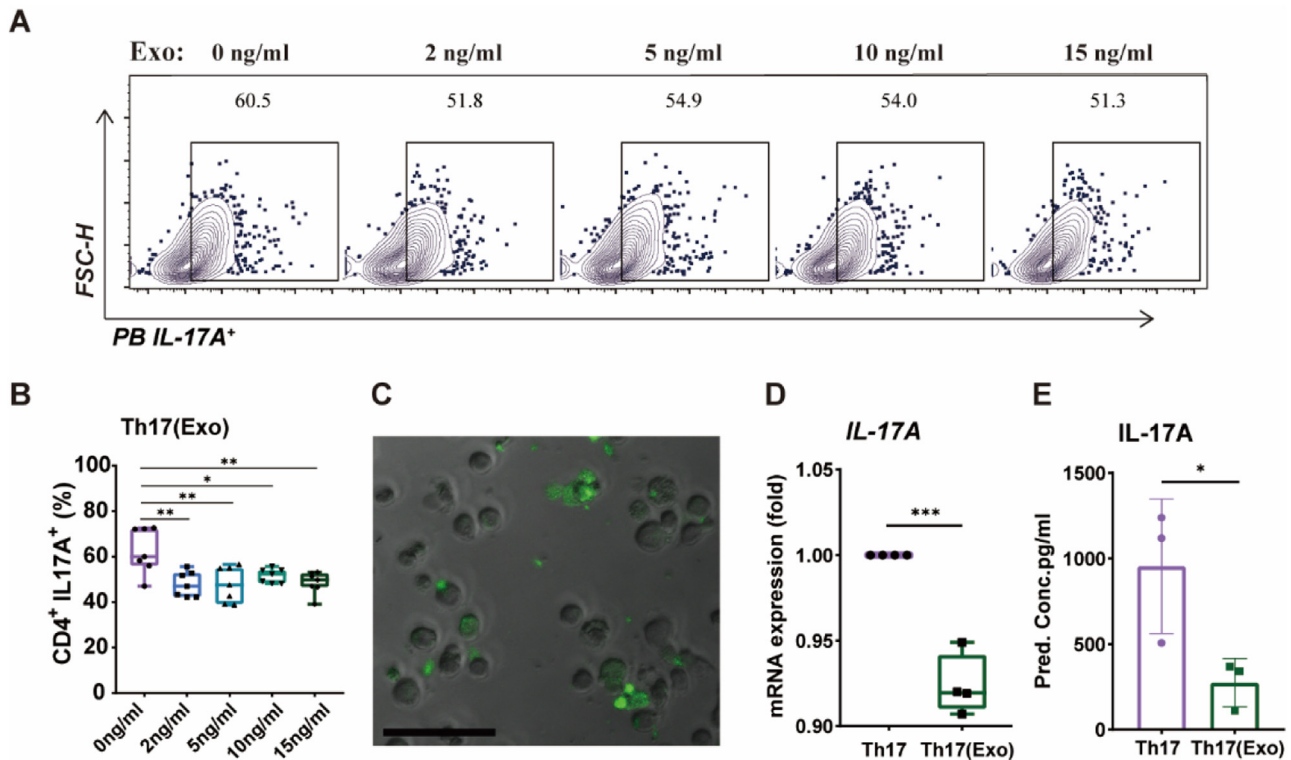 A
Exo: 0 ng/ml 2 ng/ml 5 ng/ml 10 ng/ml 15 ng/ml
60.5 51.8 54.9 54.0 51.3
FSC-H
PB IL-17A⁺
B
Th17(Exo)
CD4⁺ IL17A⁺ (%)
100
80
60
40
20
0
** 
* 
** 
**
0ng/ml 2ng/ml 5ng/ml 10ng/ml 15ng/ml
C
D
IL-17A
mRNA expression (fold)
1.05
1.00
0.95
0.90
***
Th17 Th17(Exo)
E
IL-17A
Pred. Conc.pg/ml
1500
1000
500
0
*
Th17 Th17(Exo)